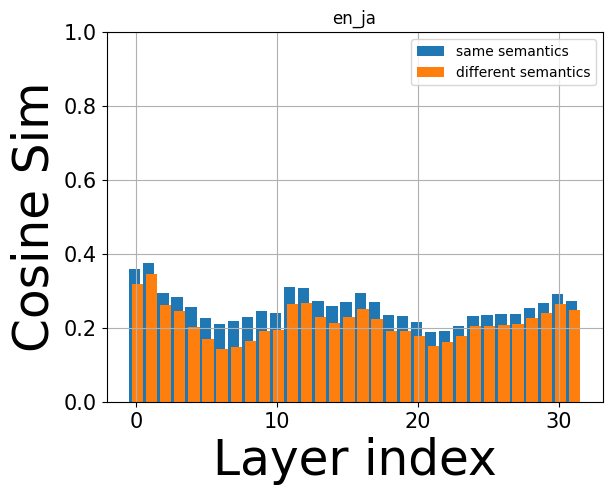 en_ja
same semantics
different semantics
Cosine Sim
1.0
0.8
0.6
0.4
0.2
0.0
0 10 20 30
Layer index